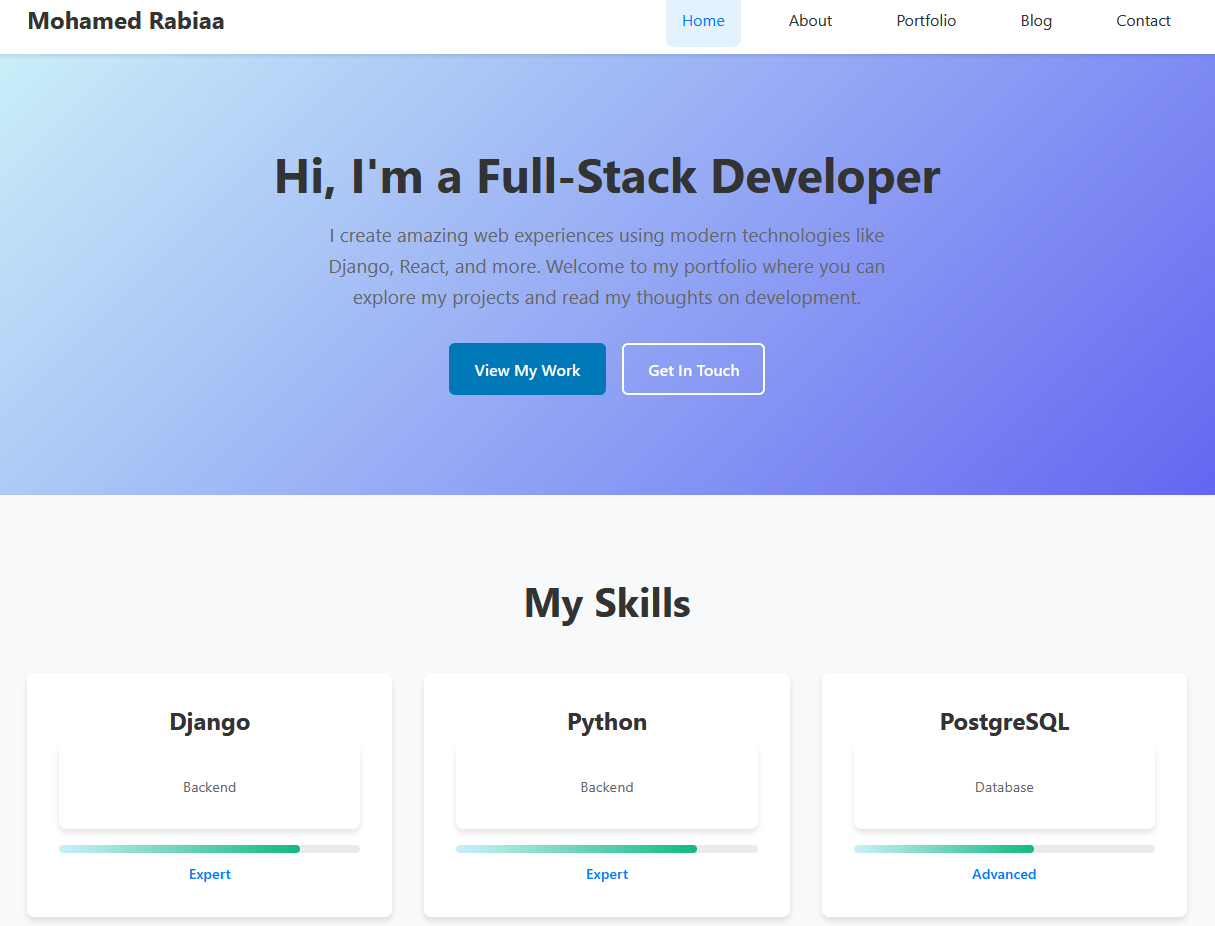 Mohamed Rabiaa
Home About Portfolio Blog Contact
Hi, I'm a Full-Stack Developer
I create amazing web experiences using modern technologies like
Django, React, and more. Welcome to my portfolio where you can
explore my projects and read my thoughts on development.
View My Work Get In Touch
My Skills
Django Python PostgreSQL
Backend Backend Database
Expert Expert Advanced